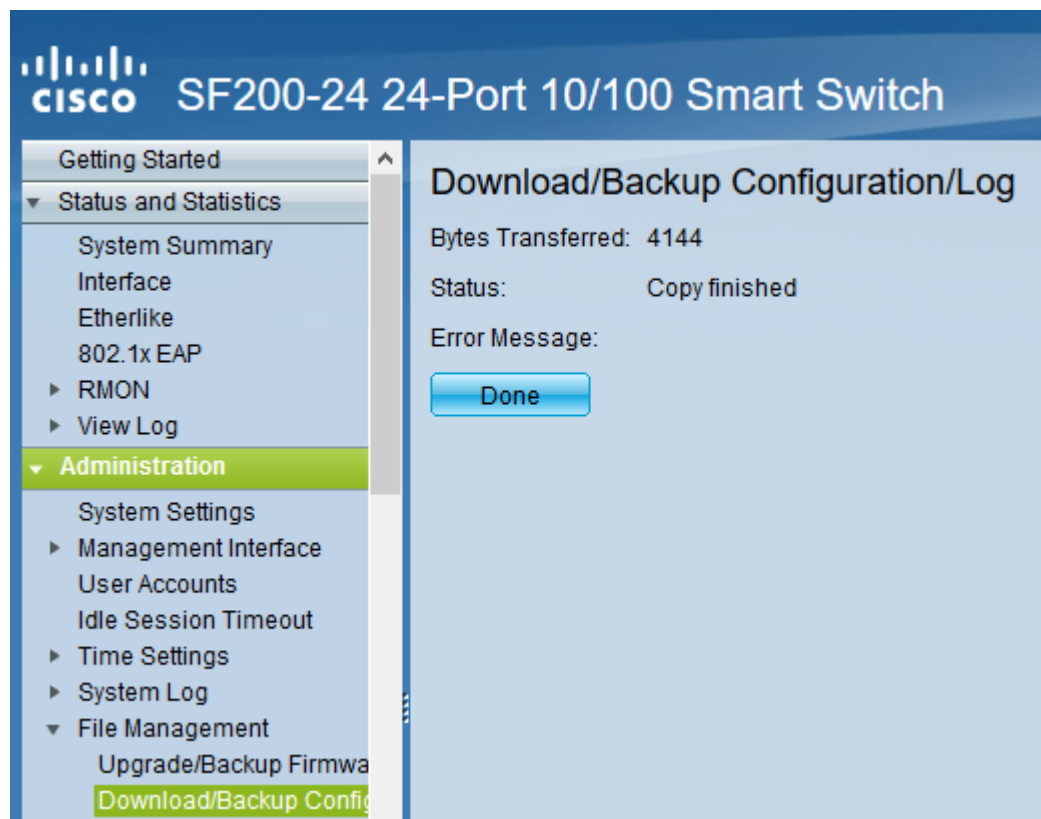 CISCO SF200-24 24-Port 10/100 Smart Switch
Getting Started
Status and Statistics
System Summary
Interface
Etherlike
802.1x EAP
RMON
View Log
Administration
System Settings
Management Interface
User Accounts
Idle Session Timeout
Time Settings
System Log
File Management
Upgrade/Backup Firmwa
Download/Backup Config
Download/Backup Configuration/Log
Bytes Transferred: 4144
Status: Copy finished
Error Message:
Done